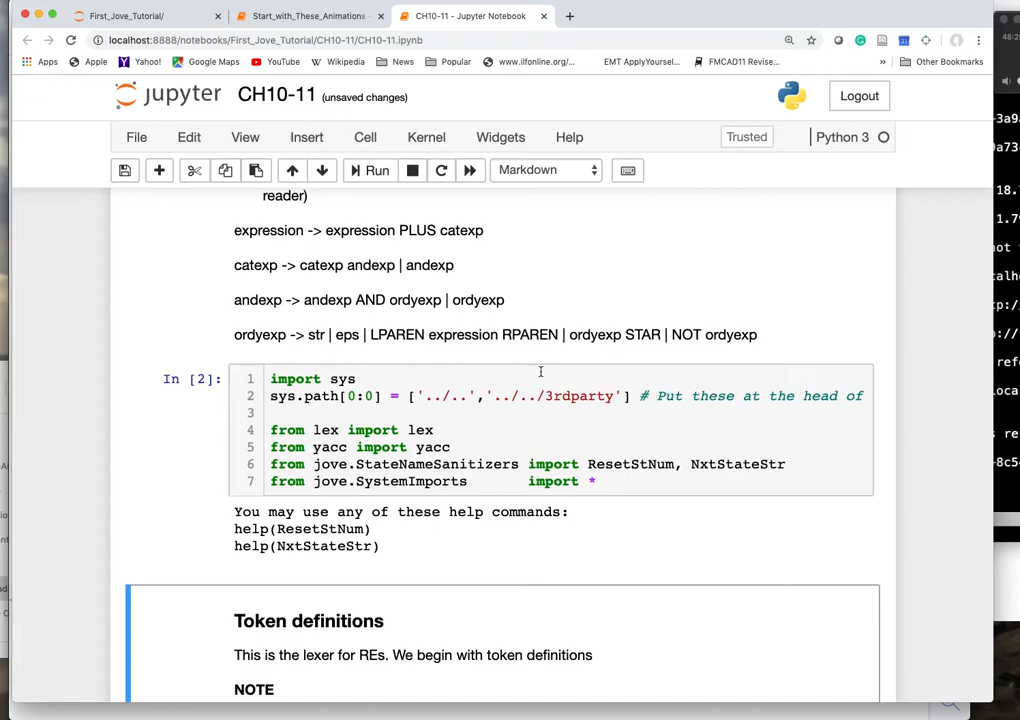 First_Jove_Tutorial/
Start_with_These_Animations -
CH10-11 - Jupyter Notebook
localhost:8888/notebooks/First_Jove_Tutorial/CH10-11/CH10-11.ipynb
Apps Apple Yahoo! Google Maps YouTube Wikipedia News Popular www.ilfonline.org/... EMT ApplyYoursel... FMCAD11 Revise... » Other Bookmarks
jupyter CH10-11 (unsaved changes) Logout
File Edit View Insert Cell Kernel Widgets Help Trusted Python 3
Run Markdown
reader)
expression -> expression PLUS catexp
catexp -> catexp andexp | andexp
andexp -> andexp AND ordyexp | ordyexp
ordyexp -> str | eps | LPAREN expression RPAREN | ordyexp STAR | NOT ordyexp
In [2]:
1 import sys
2 sys.path[0:0] = ['../..','../../3rdparty'] # Put these at the head of
3
4 from lex import lex
5 from yacc import yacc
6 from jove.StateNameSanitizers import ResetStNum, NxtStateStr
7 from jove.SystemImports import *
You may use any of these help commands:
help(ResetStNum)
help(NxtStateStr)
Token definitions
This is the lexer for REs. We begin with token definitions
NOTE